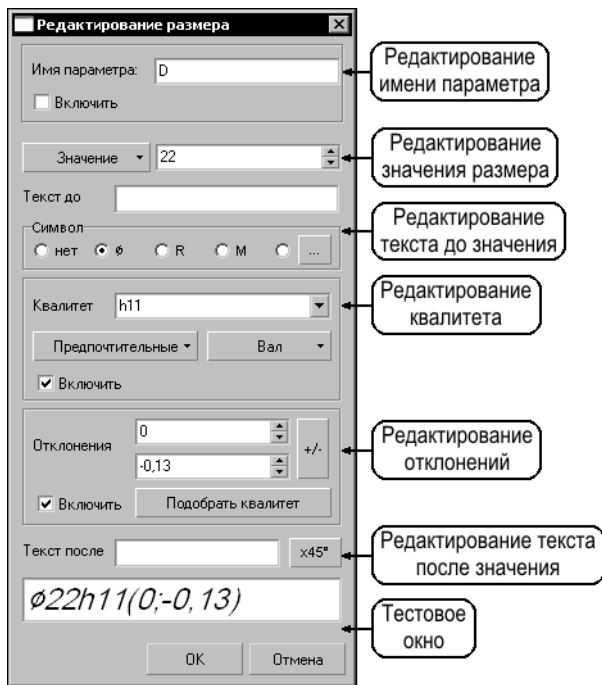 Редактирование размера
Имя параметра: D
Включить
Редактирование
имени параметра
Значение 22
Редактирование
значения размера
Текст до
Символ
нет ø R M ...
Редактирование
текста до значения
Квалитет h11
Редактирование
квалитета
Предпочтительные Вал
Включить
Отклонения
0
-0,13
+/-
Редактирование
отклонений
Включить Подобрать квалитет
Текст после x45°
Редактирование текста
после значения
ø22h11(0;-0,13)
Тестовое
окно
OK Отмена